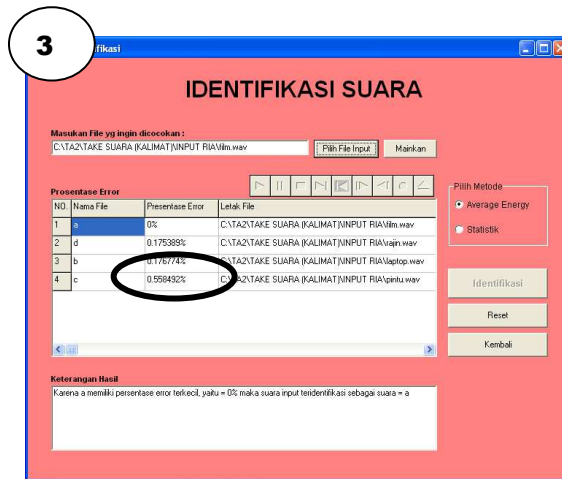 3
tifikasi
IDENTIFIKASI SUARA
Masukan File yg ingin dicocokan :
C:\TA2\TAKE SUARA (KALIMAT)\INPUT RIA\film.wav
Pilih File Input
Mainkan
Prosentase Error
NO. Nama File Presentase Error Letak File
1 a 0% C:\TA2\TAKE SUARA (KALIMAT)\INPUT RIA\film.wav
2 d 0.175389% C:\TA2\TAKE SUARA (KALIMAT)\INPUT RIA\rajin.wav
3 b 0.176774% C:\TA2\TAKE SUARA (KALIMAT)\INPUT RIA\laptop.wav
4 c 0.558492% C:\TA2\TAKE SUARA (KALIMAT)\INPUT RIA\pintu.wav
Pilih Metode
Average Energy
Statistik
Identifikasi
Reset
Kembali
Keterangan Hasil
Karena a memiliki persentase error terkecil, yaitu = 0% maka suara input teridentifikasi sebagai suara = a